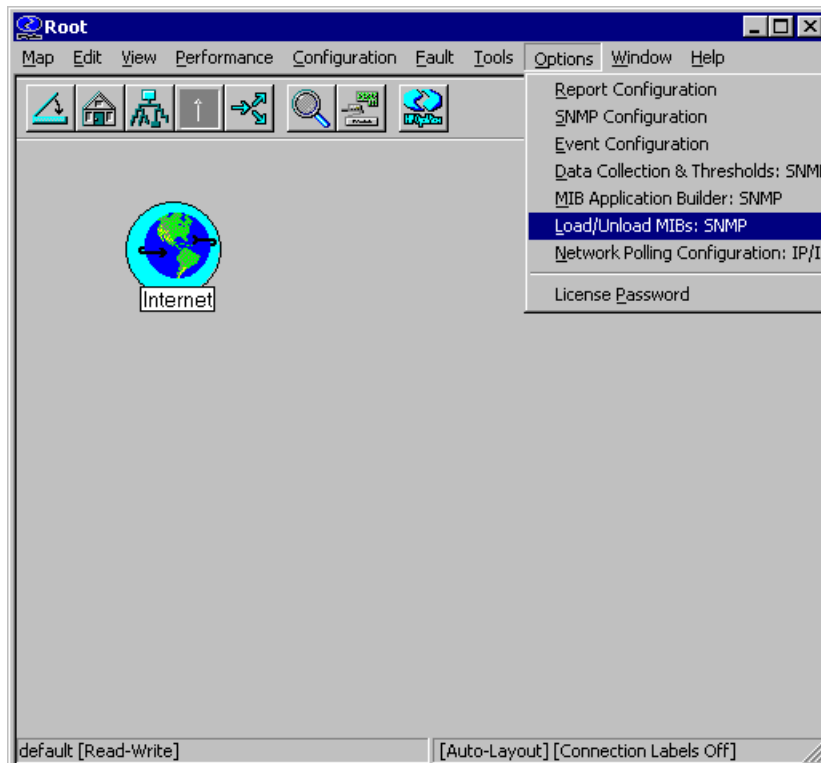 Root
Map Edit View Performance Configuration Fault Tools Options Window Help
Report Configuration
SNMP Configuration
Event Configuration
Data Collection & Thresholds: SNM
MIB Application Builder: SNMP
Load/Unload MIBs: SNMP
Network Polling Configuration: IP/I
License Password
Internet
default [Read-Write] [Auto-Layout] [Connection Labels Off]